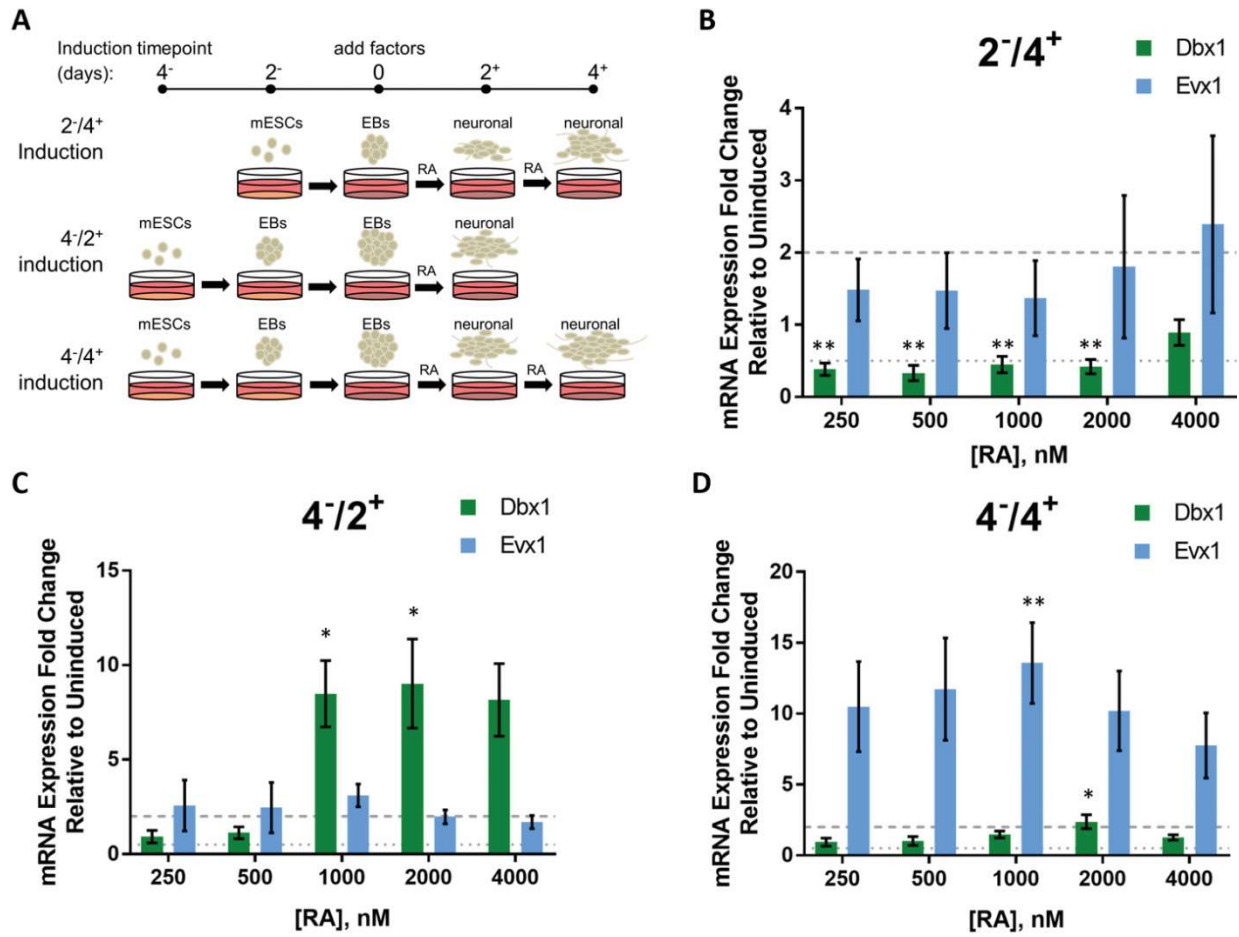 A
Induction timepoint
(days):
add factors
4⁻ 2⁻ 0 2⁺ 4⁺
2⁻/4⁺
Induction
mESCs EBs neuronal neuronal
RA RA
4⁻/2⁺
induction
mESCs EBs EBs neuronal
RA
4⁻/4⁺
induction
mESCs EBs EBs neuronal neuronal
RA RA
B
2⁻/4⁺
Dbx1
Evx1
mRNA Expression Fold Change
Relative to Uninduced
4
3
2
1
0
** ** ** **
250 500 1000 2000 4000
[RA], nM
C
4⁻/2⁺
Dbx1
Evx1
mRNA Expression Fold Change
Relative to Uninduced
15
10
5
0
* *
250 500 1000 2000 4000
[RA], nM
D
4⁻/4⁺
Dbx1
Evx1
mRNA Expression Fold Change
Relative to Uninduced
20
15
10
5
0
**
*
250 500 1000 2000 4000
[RA], nM